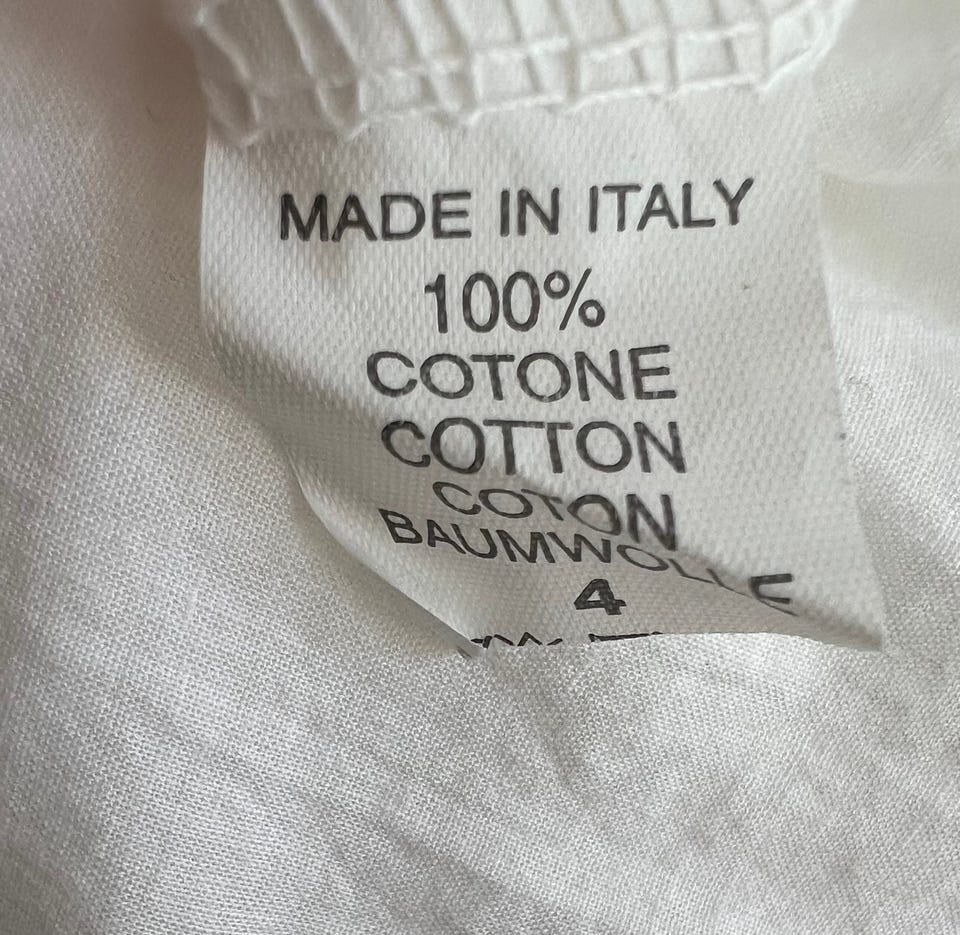 MADE IN ITALY
100%
COTONE
COTTON
COTON
BAUMWOLLE
4